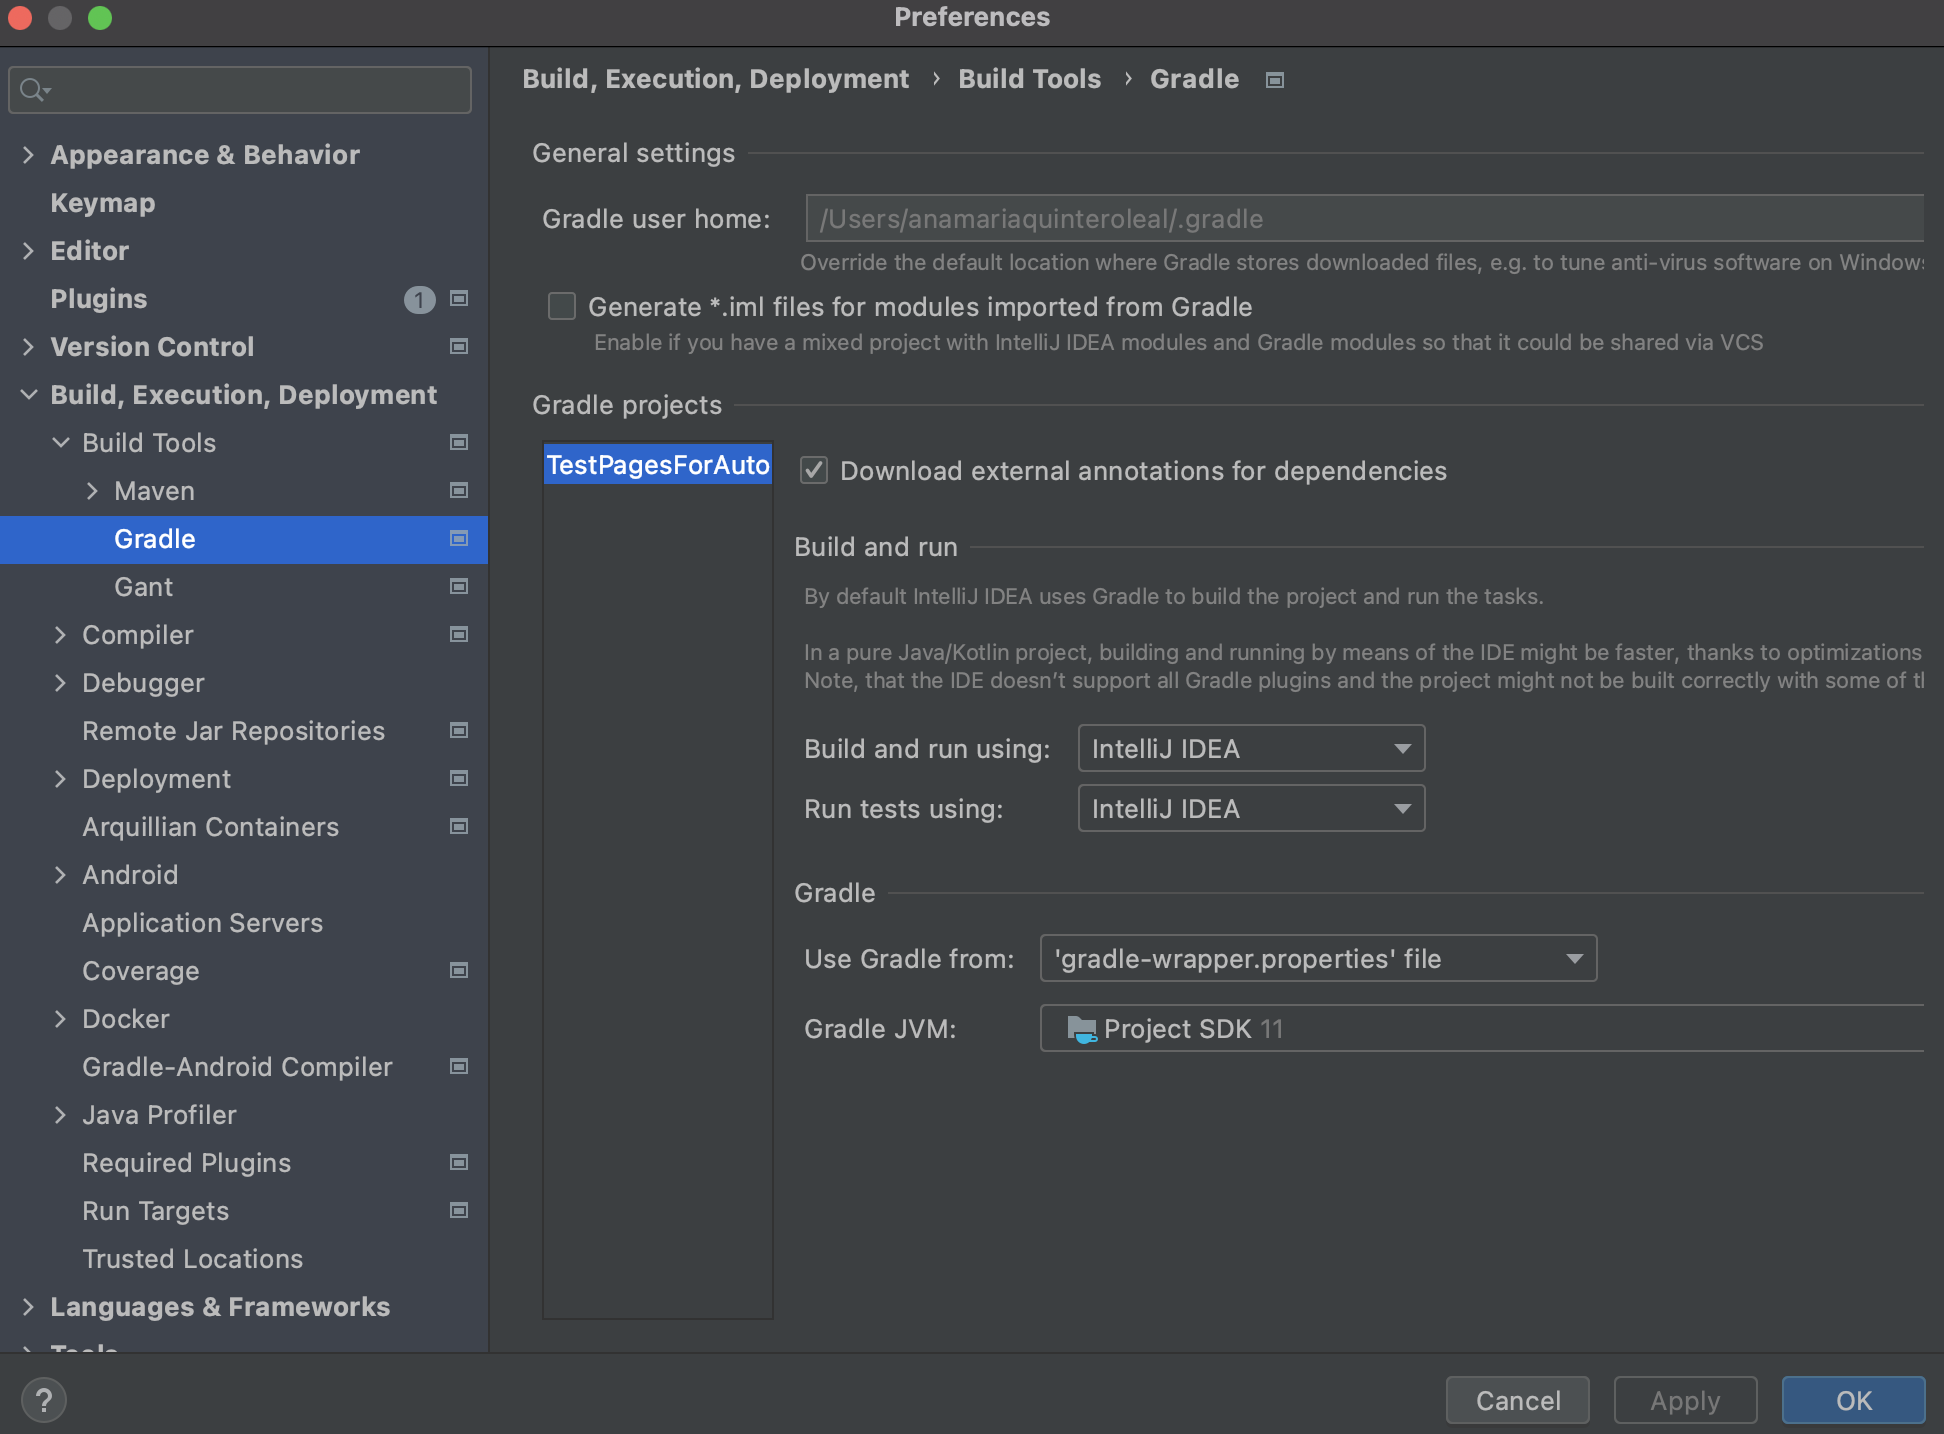 Preferences
Build, Execution, Deployment › Build Tools › Gradle
Appearance & Behavior
Keymap
Editor
Plugins 1
Version Control
Build, Execution, Deployment
Build Tools
Maven
Gradle
Gant
Compiler
Debugger
Remote Jar Repositories
Deployment
Arquillian Containers
Android
Application Servers
Coverage
Docker
Gradle-Android Compiler
Java Profiler
Required Plugins
Run Targets
Trusted Locations
Languages & Frameworks
Tools
General settings
Gradle user home: /Users/anamariaquinteroleal/.gradle
Override the default location where Gradle stores downloaded files, e.g. to tune anti-virus software on Windows
Generate *.iml files for modules imported from Gradle
Enable if you have a mixed project with IntelliJ IDEA modules and Gradle modules so that it could be shared via VCS
Gradle projects
TestPagesForAuto
Download external annotations for dependencies
Build and run
By default IntelliJ IDEA uses Gradle to build the project and run the tasks.
In a pure Java/Kotlin project, building and running by means of the IDE might be faster, thanks to optimizations
Note, that the IDE doesn't support all Gradle plugins and the project might not be built correctly with some of
Build and run using: IntelliJ IDEA
Run tests using: IntelliJ IDEA
Gradle
Use Gradle from: 'gradle-wrapper.properties' file
Gradle JVM: Project SDK 11
?
Cancel
Apply
OK